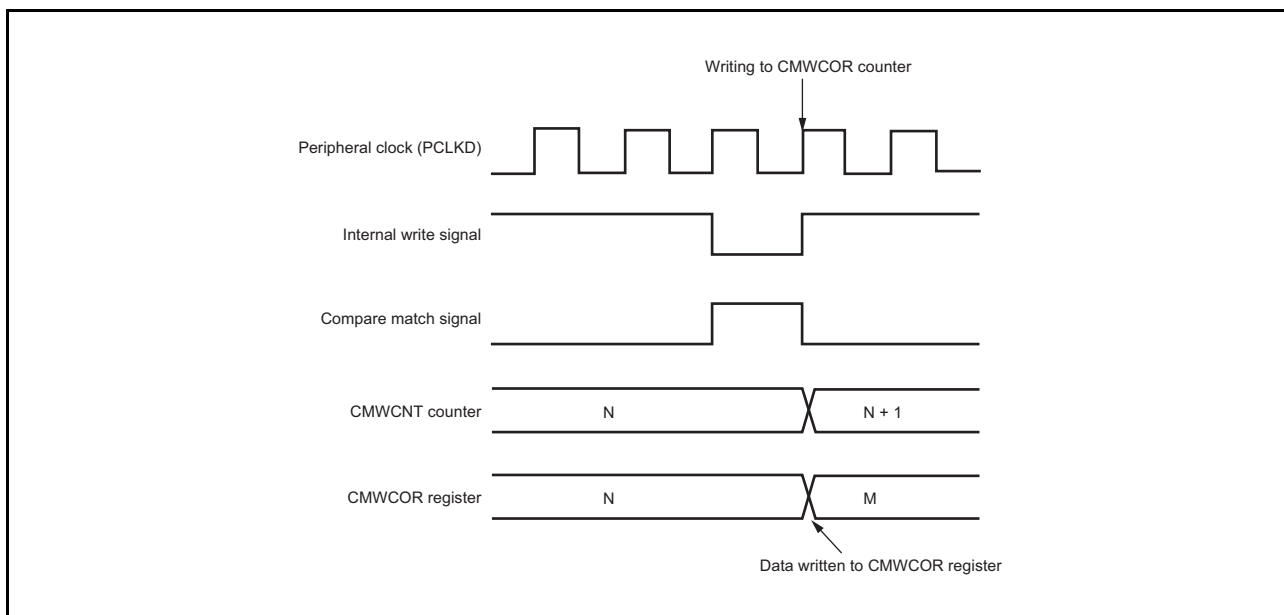 Writing to CMWCOR counter
Peripheral clock (PCLKD)
Internal write signal
Compare match signal
CMWCNT counter
N
N + 1
CMWCOR register
N
M
Data written to CMWCOR register